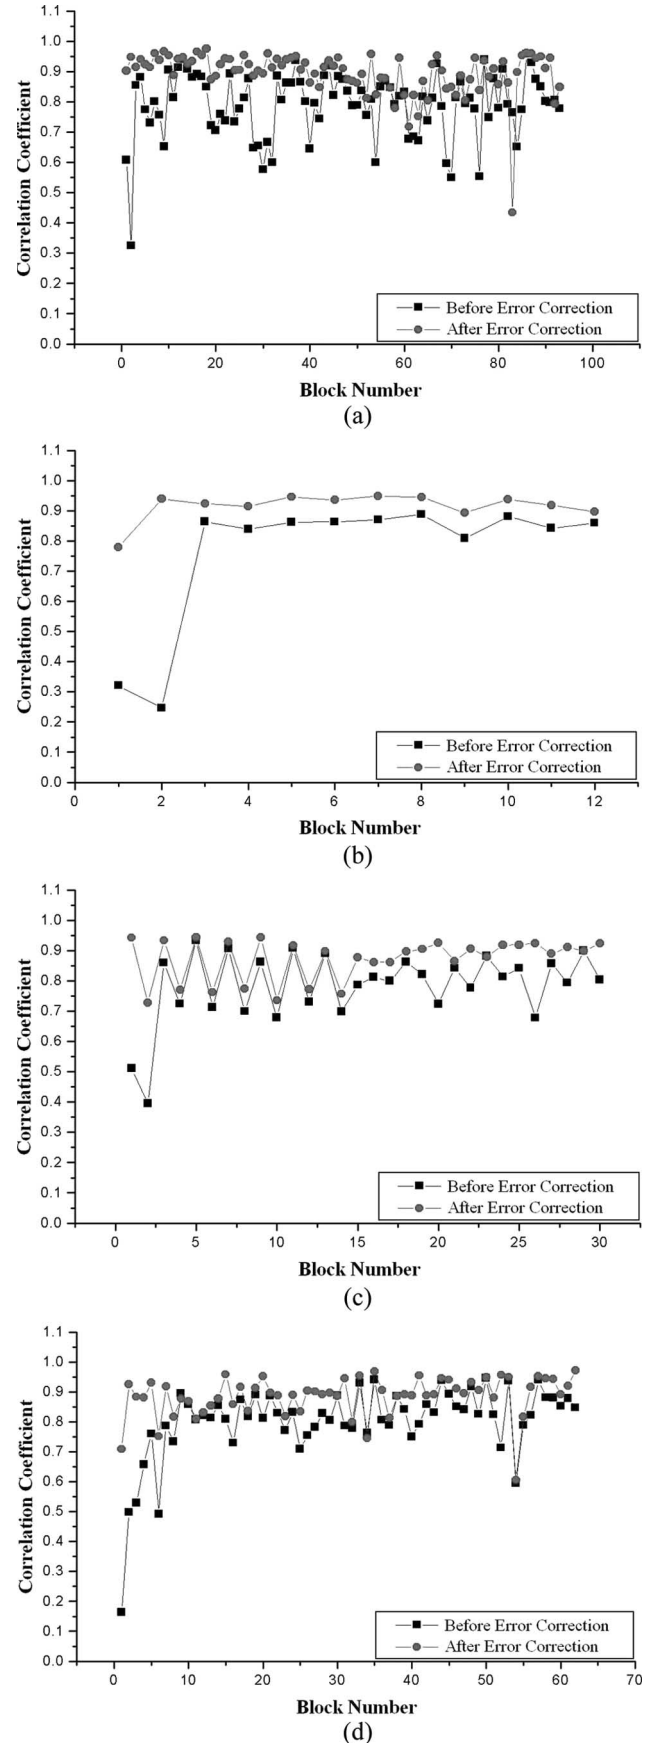 1.1
1.0
0.9
0.8
0.7
0.6
0.5
0.4
0.3
0.2
0.1
0.0
Correlation Coefficient
Before Error Correction
After Error Correction
0 20 40 60 80 100
Block Number
(a)
1.1
1.0
0.9
0.8
0.7
0.6
0.5
0.4
0.3
0.2
0.1
0.0
Correlation Coefficient
Before Error Correction
After Error Correction
0 2 4 6 8 10 12
Block Number
(b)
1.1
1.0
0.9
0.8
0.7
0.6
0.5
0.4
0.3
0.2
0.1
0.0
Correlation Coefficient
Before Error Correction
After Error Correction
0 5 10 15 20 25 30
Block Number
(c)
1.1
1.0
0.9
0.8
0.7
0.6
0.5
0.4
0.3
0.2
0.1
0.0
Correlation Coefficient
Before Error Correction
After Error Correction
0 10 20 30 40 50 60 70
Block Number
(d)